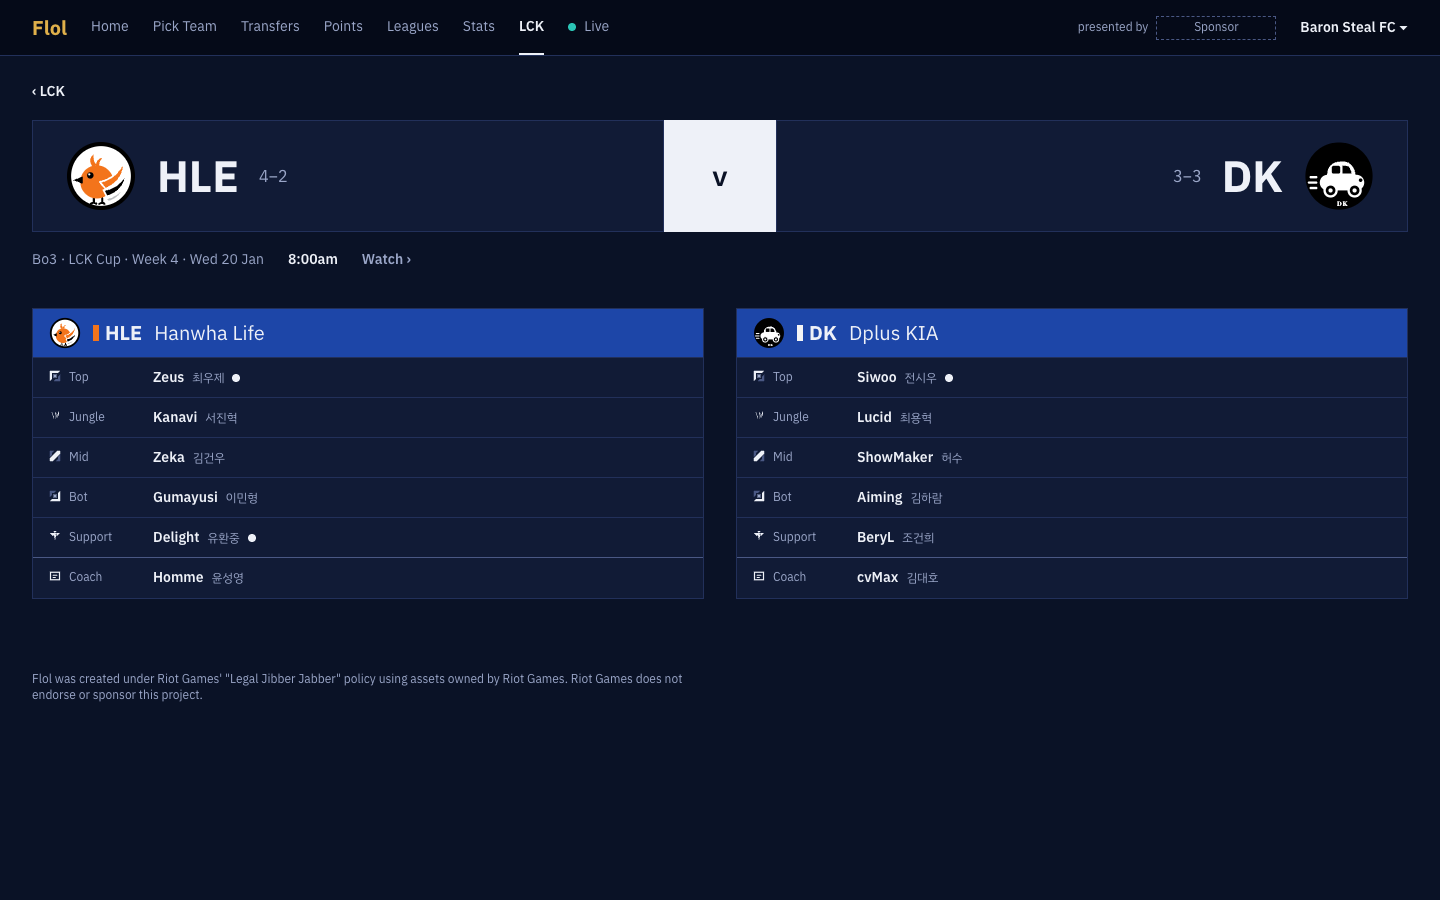 Flol Home Pick Team Transfers Points Leagues Stats LCK Live presented by Sponsor Baron Steal FC
‹ LCK
HLE 4–2 v 3–3 DK DK
Bo3 · LCK Cup · Week 4 · Wed 20 Jan 8:00am Watch ›
HLE Hanwha Life
Top Zeus 최우제
Jungle Kanavi 서진혁
Mid Zeka 김건우
Bot Gumayusi 이민형
Support Delight 유환중
Coach Homme 윤성영
DK Dplus KIA
Top Siwoo 전시우
Jungle Lucid 최용혁
Mid ShowMaker 허수
Bot Aiming 김하람
Support BeryL 조건희
Coach cvMax 김대호
Flol was created under Riot Games' "Legal Jibber Jabber" policy using assets owned by Riot Games. Riot Games does not
endorse or sponsor this project.